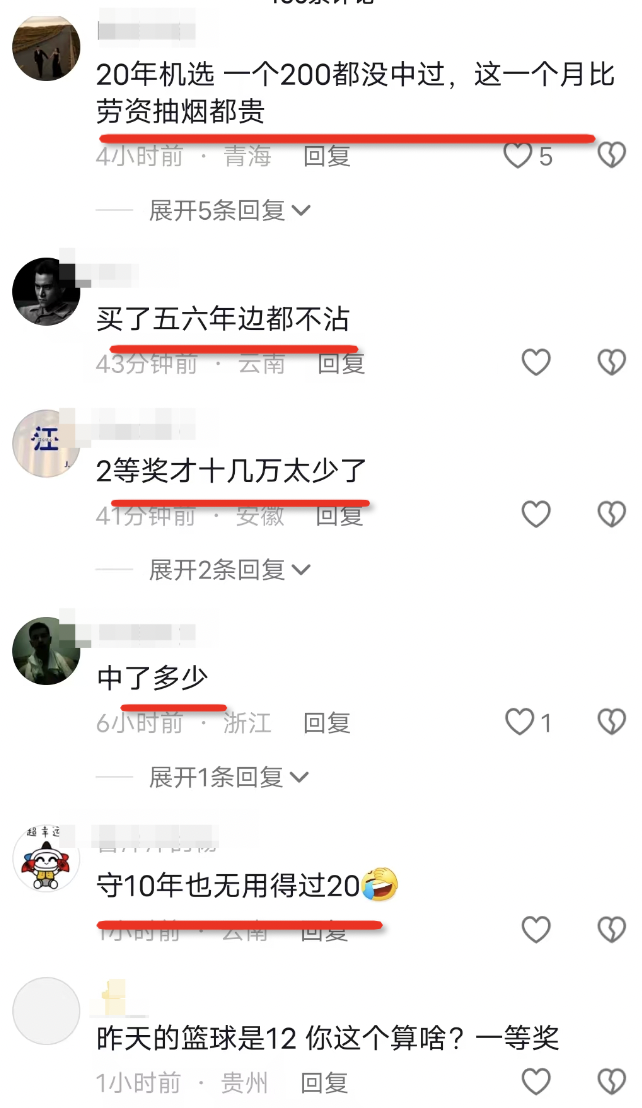 20年机选 一个200都没中过，这一个月比
劳资抽烟都贵
4小时前 · 青海 回复 5
展开5条回复
买了五六年边都不沾
43分钟前 · 云南 回复
汪
2等奖才十几万太少了
41分钟前 · 安徽 回复
展开2条回复
中了多少
6小时前 · 浙江 回复 1
展开1条回复
超幸运
守10年也无用得过20🤣
1小时前 · 云南 回复
昨天的篮球是12 你这个算啥？一等奖
1小时前 · 贵州 回复